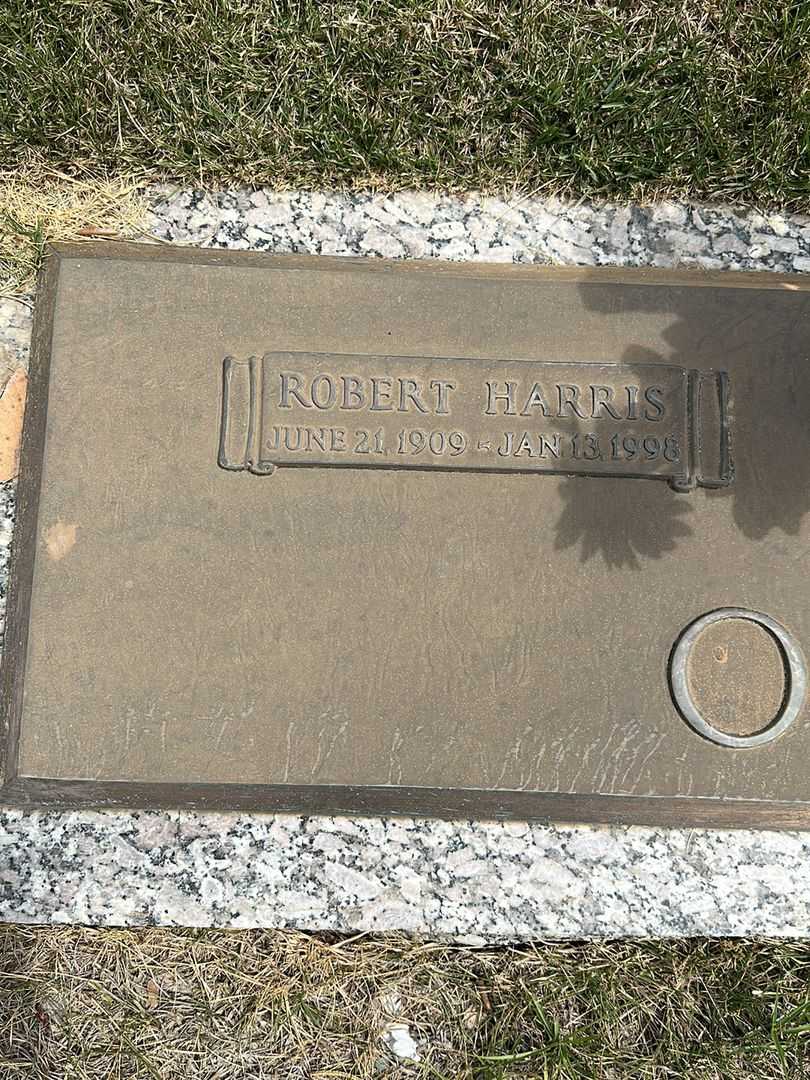 ROBERT HARRIS
JUNE 21, 1909 - JAN 13, 1998